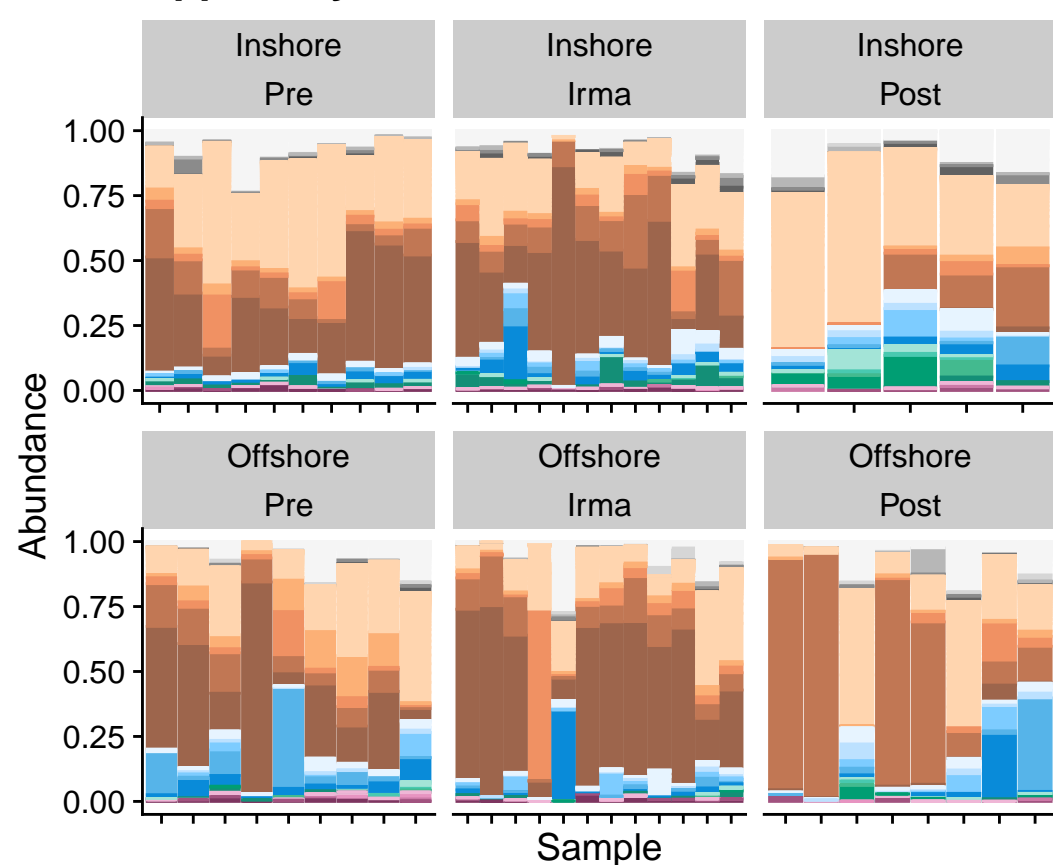 Inshore Inshore Inshore
Pre Irma Post
1.00
0.75
0.50
0.25
0.00
Abundance
Offshore Offshore Offshore
Pre Irma Post
1.00
0.75
0.50
0.25
0.00
Sample